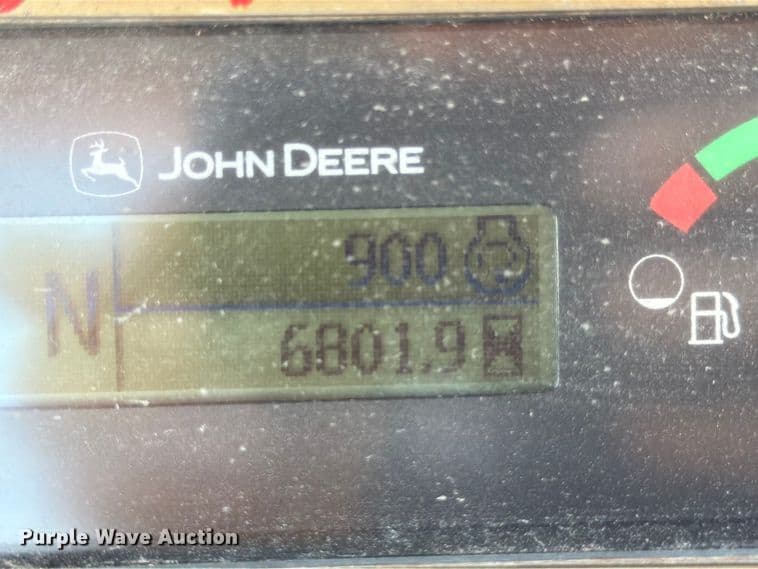 JOHN DEERE
N
900
6801.9
Purple Wave Auction